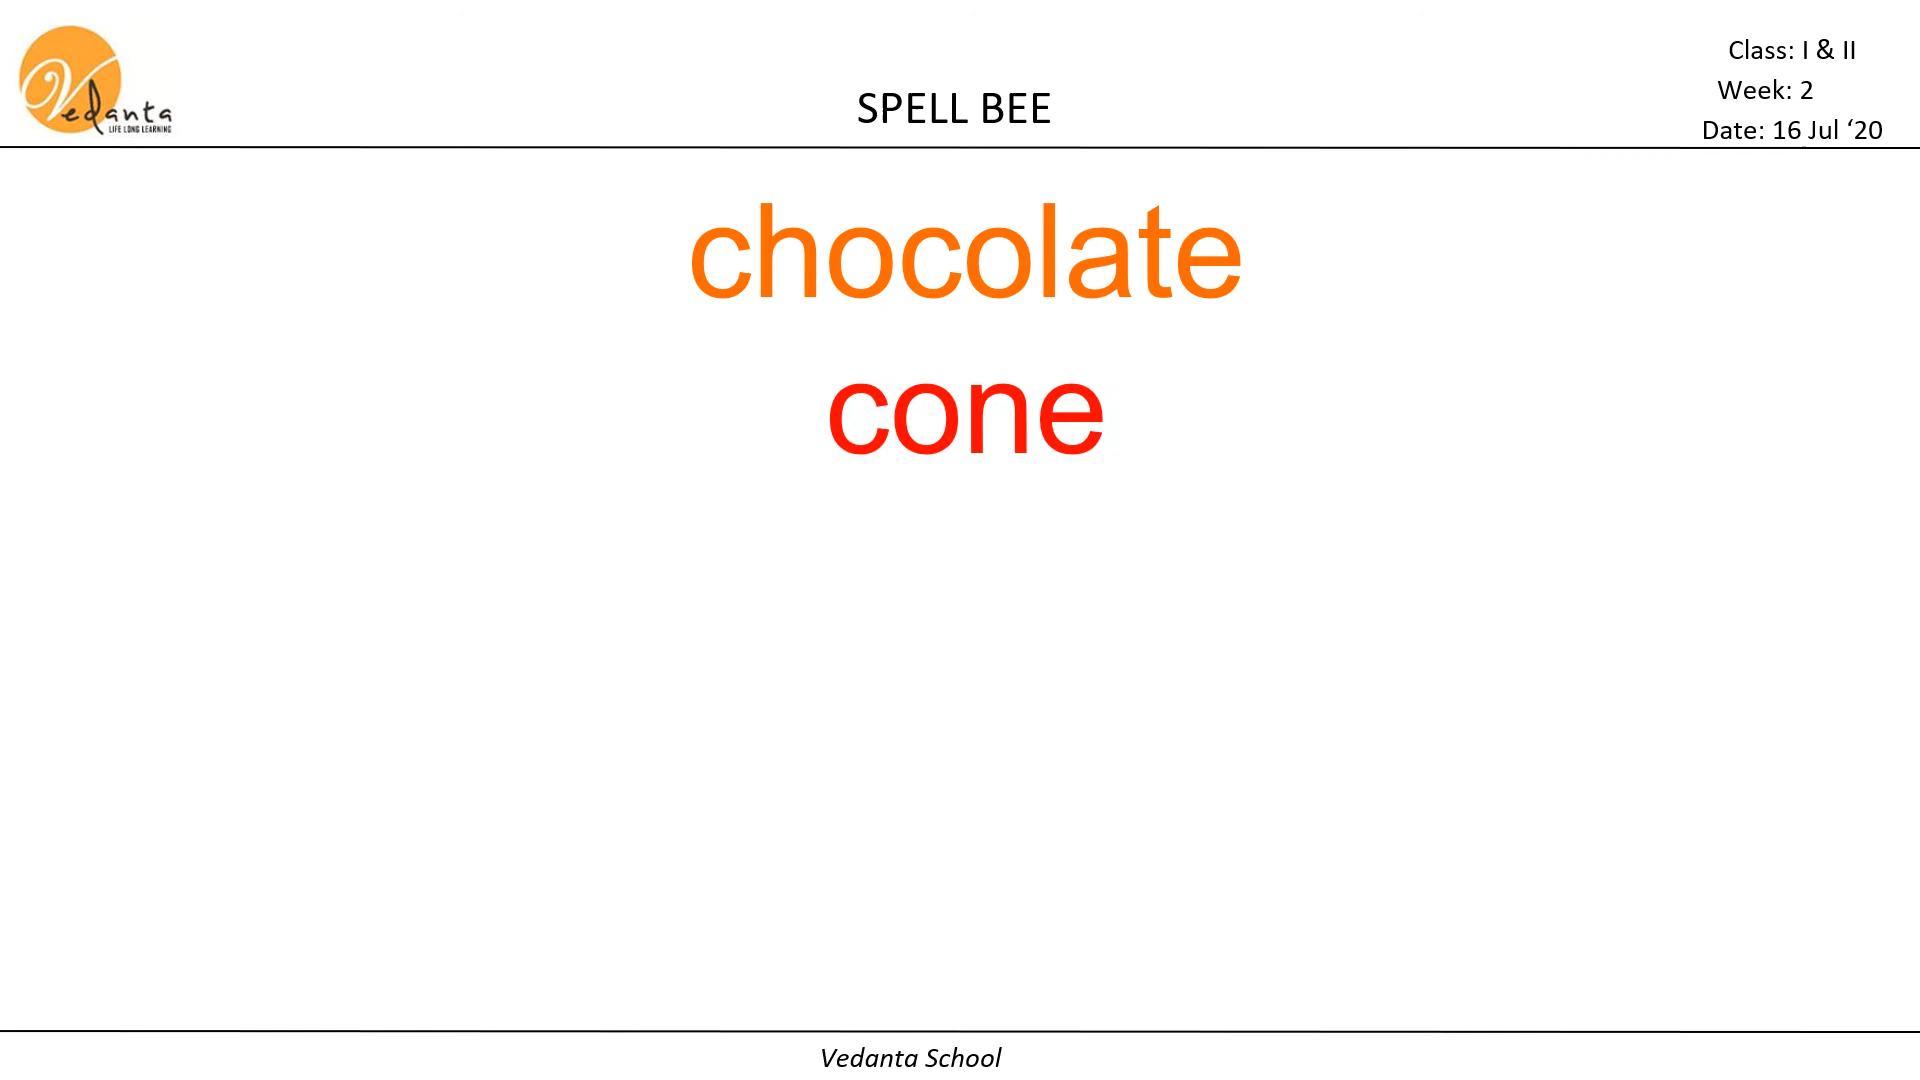 Vedanta
LIFE LONG LEARNING
SPELL BEE
Class: I & II
Week: 2
Date: 16 Jul ‘20
chocolate
cone
Vedanta School